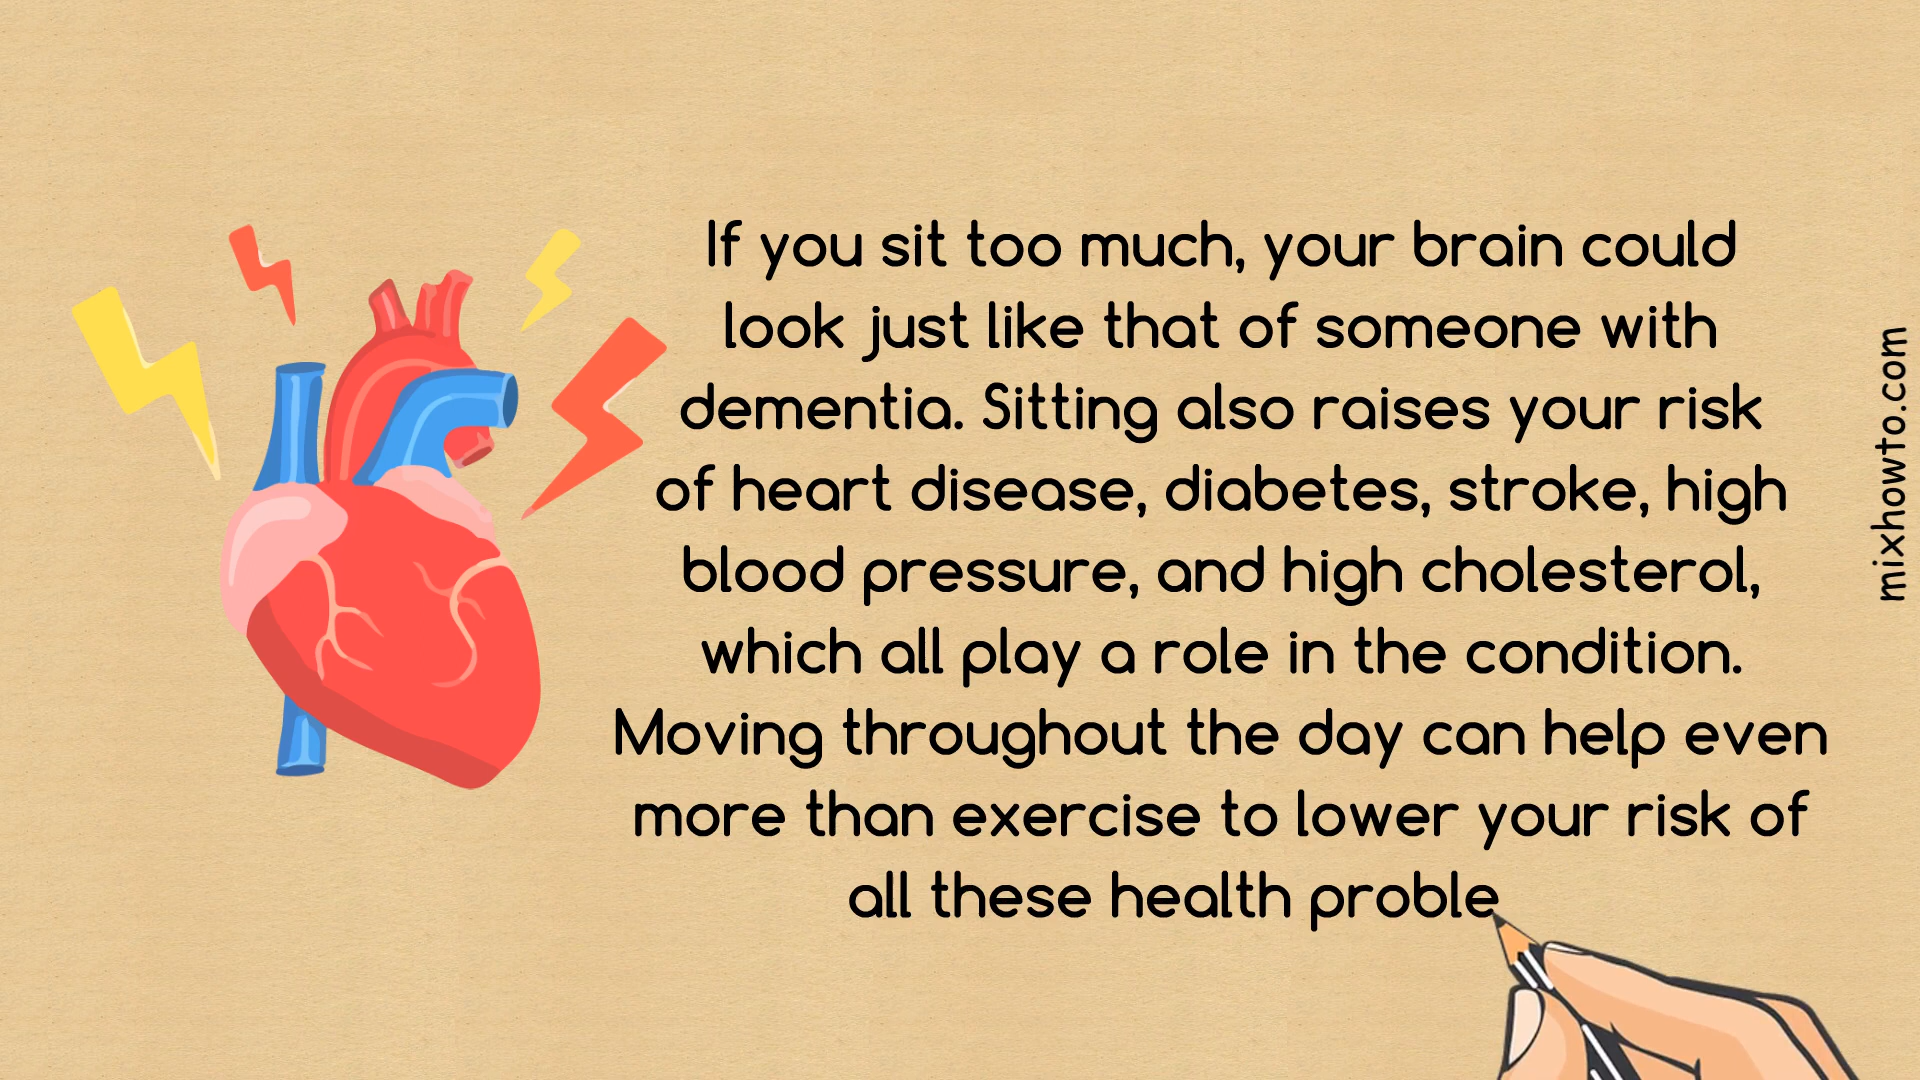 If you sit too much, your brain could
look just like that of someone with
dementia. Sitting also raises your risk
of heart disease, diabetes, stroke, high
blood pressure, and high cholesterol,
which all play a role in the condition.
Moving throughout the day can help even
more than exercise to lower your risk of
all these health proble
mixhowto.com